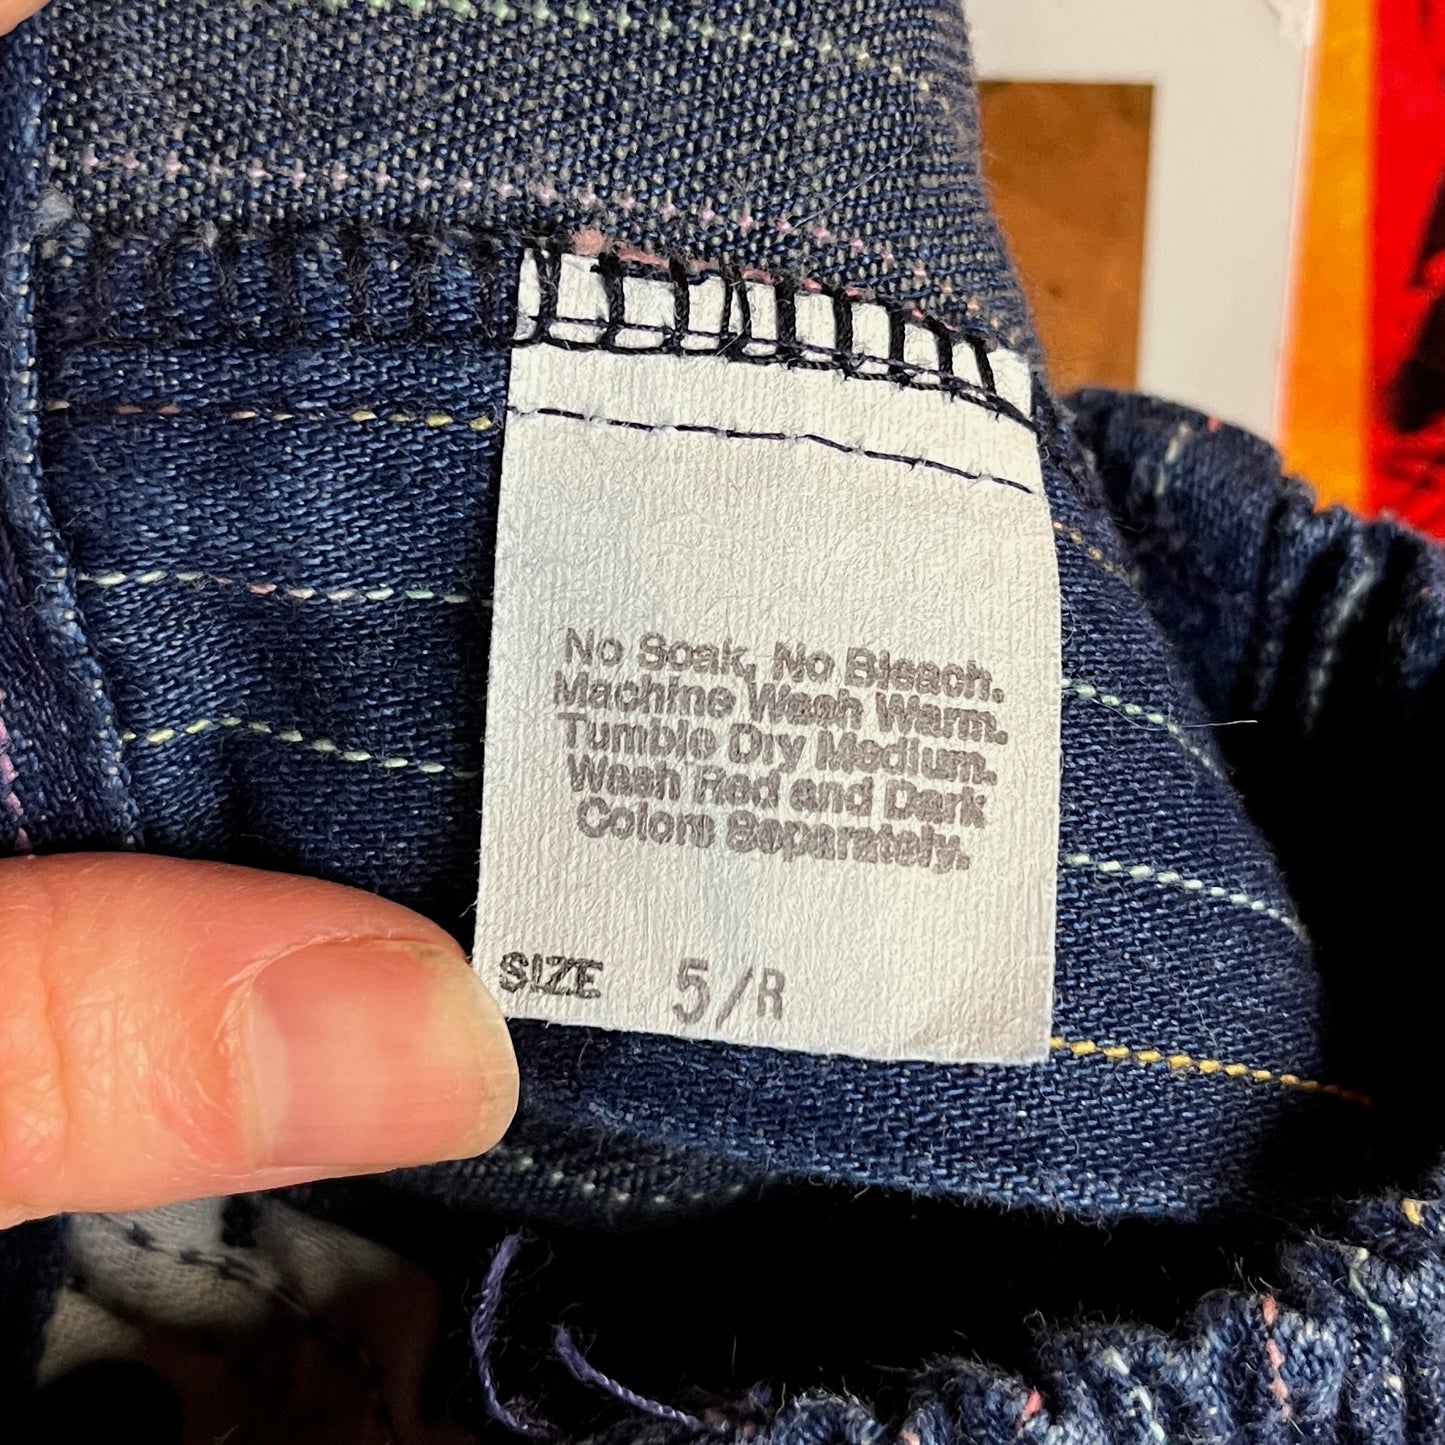 No Soak, No Bleach.
Machine Wash Warm.
Tumble Dry Medium.
Wash Red and Dark
Colors Separately.
SIZE 5/R